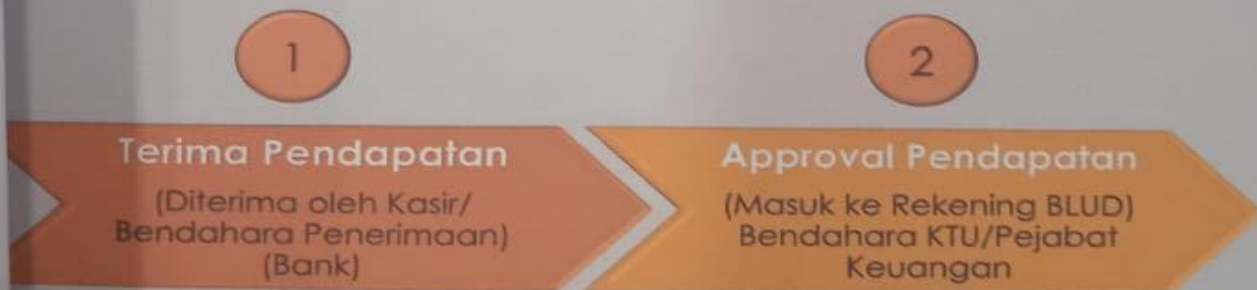 1
Terima Pendapatan
(Diterima oleh Kasir/
Bendahara Penerimaan)
(Bank)
2
Approval Pendapatan
(Masuk ke Rekening BLUD)
Bendahara KTU/Pejabat
Keuangan